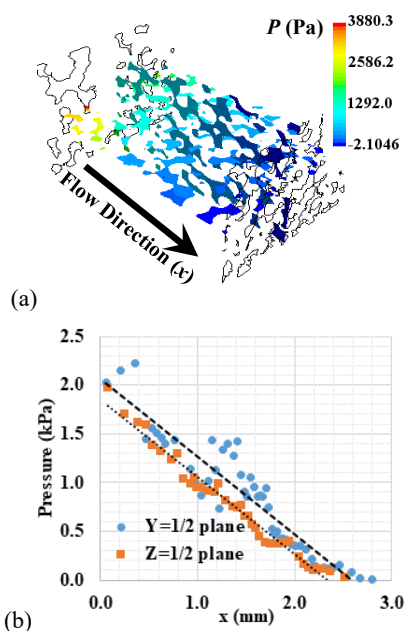 P (Pa)
3880.3
2586.2
1292.0
-2.1046
Flow Direction (x)
(a)
2.5
2.0
1.5
1.0
0.5
0.0
Pressure (kPa)
Y=1/2 plane
Z=1/2 plane
0.0 1.0 2.0 3.0
x (mm)
(b)